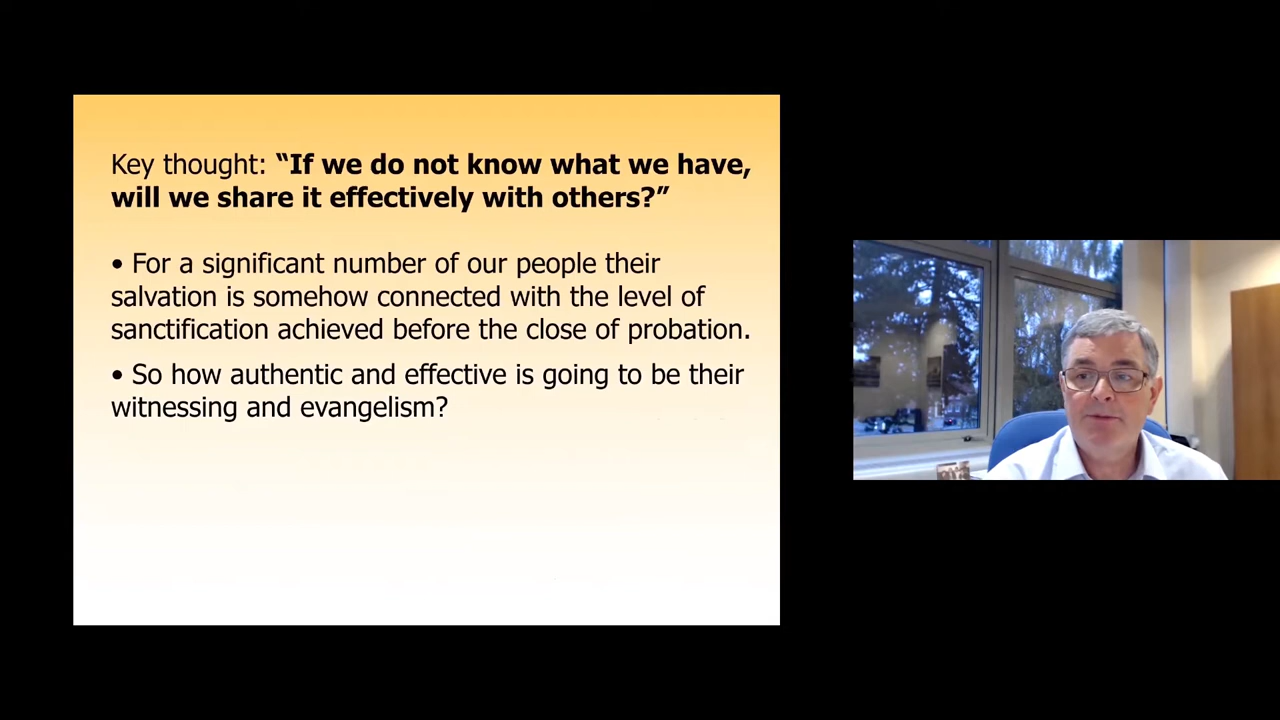 Key thought: “If we do not know what we have,
will we share it effectively with others?”
• For a significant number of our people their
salvation is somehow connected with the level of
sanctification achieved before the close of probation.
• So how authentic and effective is going to be their
witnessing and evangelism?